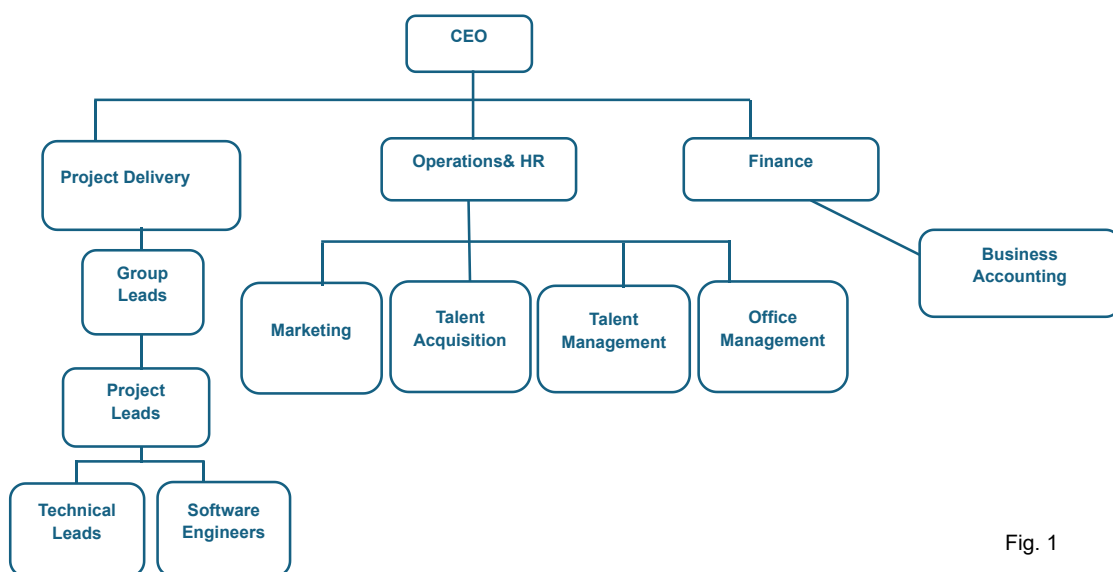 CEO
Project Delivery
Operations& HR
Finance
Group
Leads
Business
Accounting
Marketing
Talent
Acquisition
Talent
Management
Office
Management
Project
Leads
Technical
Leads
Software
Engineers
Fig. 1